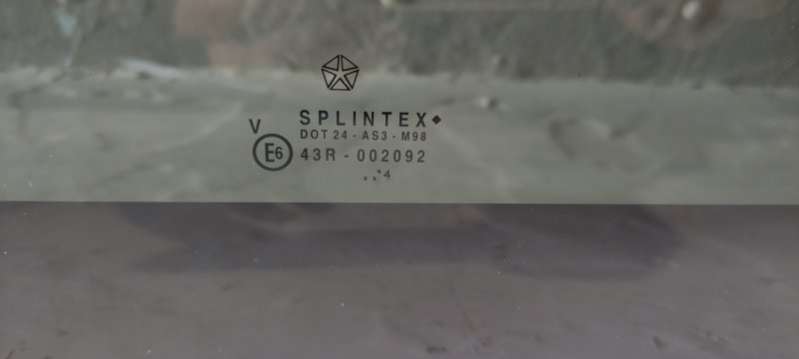 SPLINTEX
DOT 24 - AS3 - M98
V
E6
43R - 002092
..*4